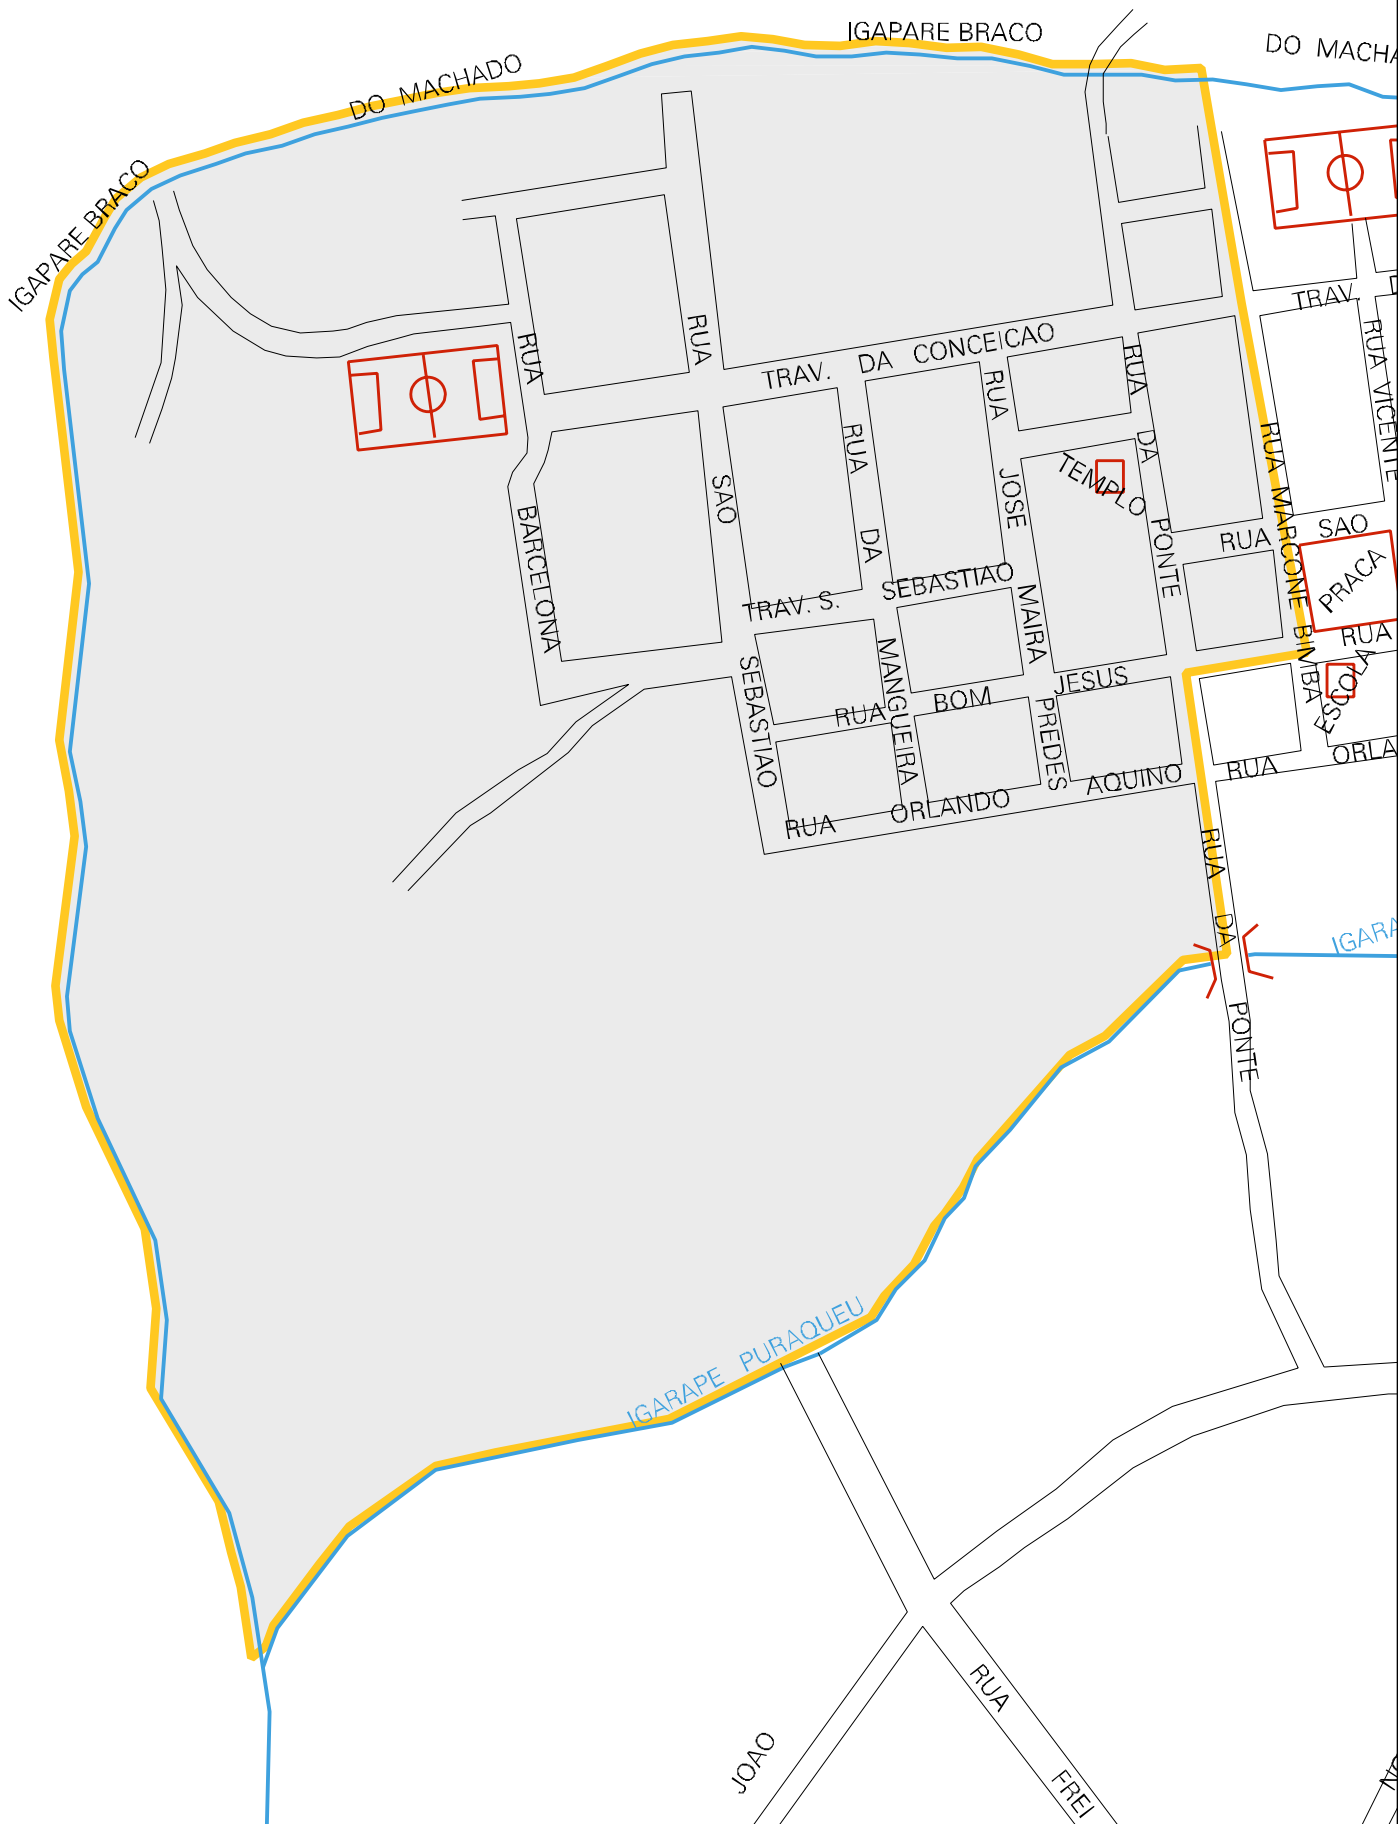 IGAPARE BRACO
DO MACHADO
IGAPARE BRACO
DO MACHA
RUA
BARCELONA
RUA
SAO
SEBASTIAO
TRAV. DA CONCEICAO
RUA
DA
MANGUEIRA
RUA
JOSE
MAIRA
PREDES
RUA
DA
PONTE
TEMPLO
TRAV.
RUA VICENTE
RUA MARCONE BIMBA
RUA SAO
PRACA
TRAV. S. SEBASTIAO
RUA BOM JESUS
RUA
ESCOLA
RUA ORLANDO AQUINO
RUA ORLA
RUA
DA
PONTE
IGARA
IGARAPE PURAQUEU
RUA
FREI
JOAO